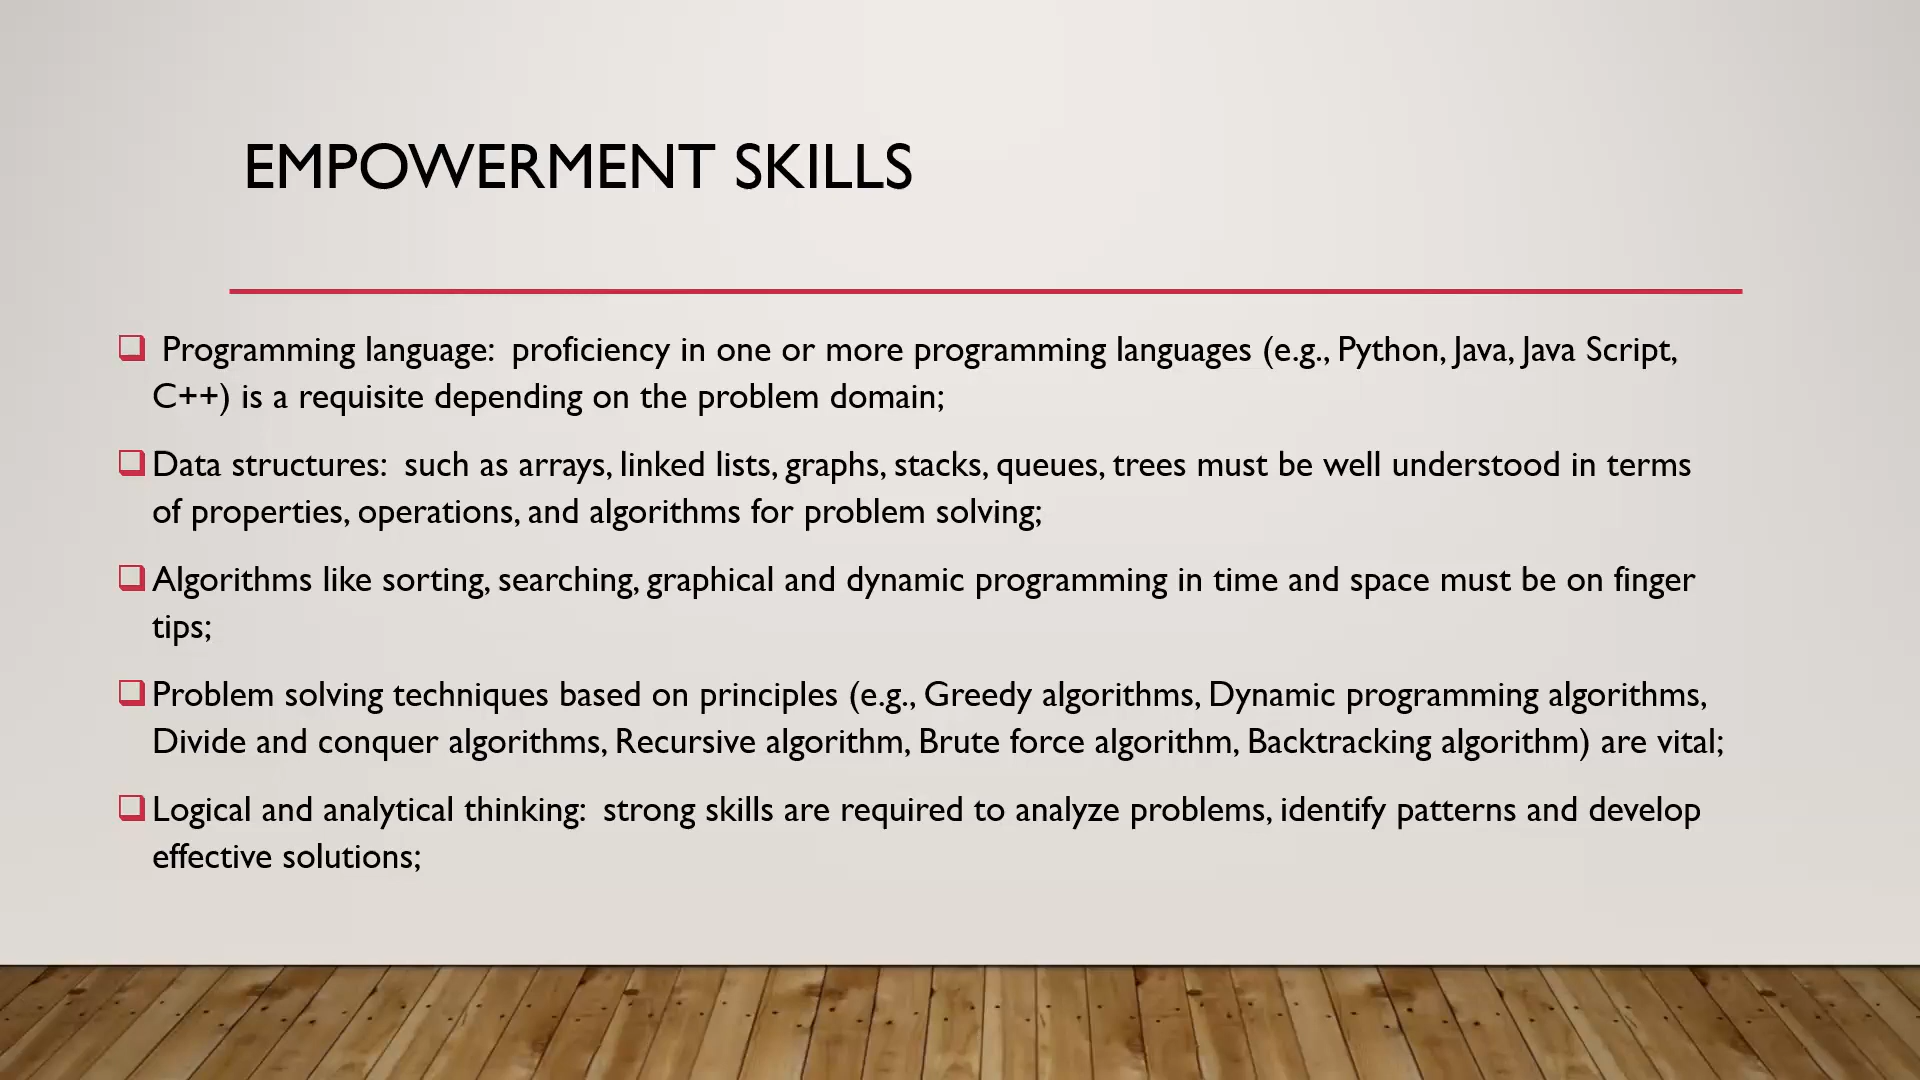 EMPOWERMENT SKILLS
Programming language: proficiency in one or more programming languages (e.g., Python, Java, Java Script,
C++) is a requisite depending on the problem domain;
Data structures: such as arrays, linked lists, graphs, stacks, queues, trees must be well understood in terms
of properties, operations, and algorithms for problem solving;
Algorithms like sorting, searching, graphical and dynamic programming in time and space must be on finger
tips;
Problem solving techniques based on principles (e.g., Greedy algorithms, Dynamic programming algorithms,
Divide and conquer algorithms, Recursive algorithm, Brute force algorithm, Backtracking algorithm) are vital;
Logical and analytical thinking: strong skills are required to analyze problems, identify patterns and develop
effective solutions;